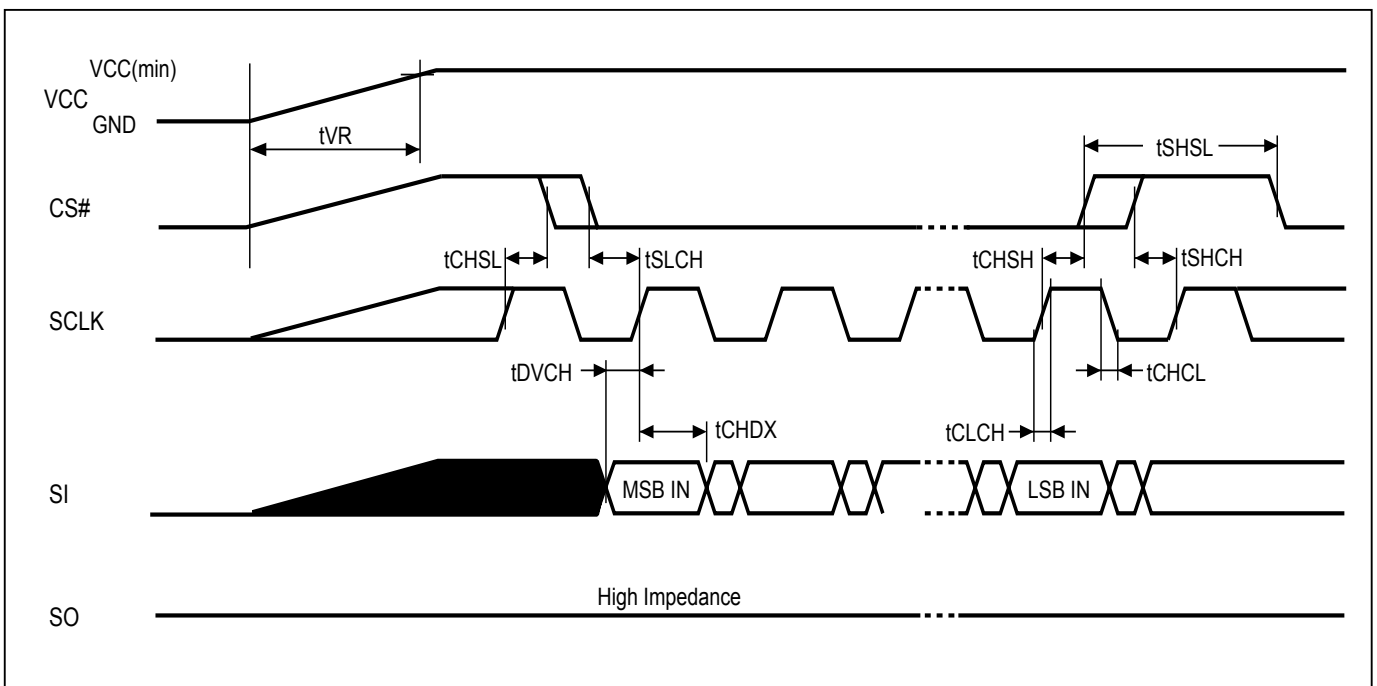 VCC(min)
VCC
GND
tVR
tSHSL
CS#
tCHSL
tSLCH
tCHSH
tSHCH
SCLK
tDVCH
tCHCL
tCHDX
tCLCH
SI
MSB IN
LSB IN
High Impedance
SO